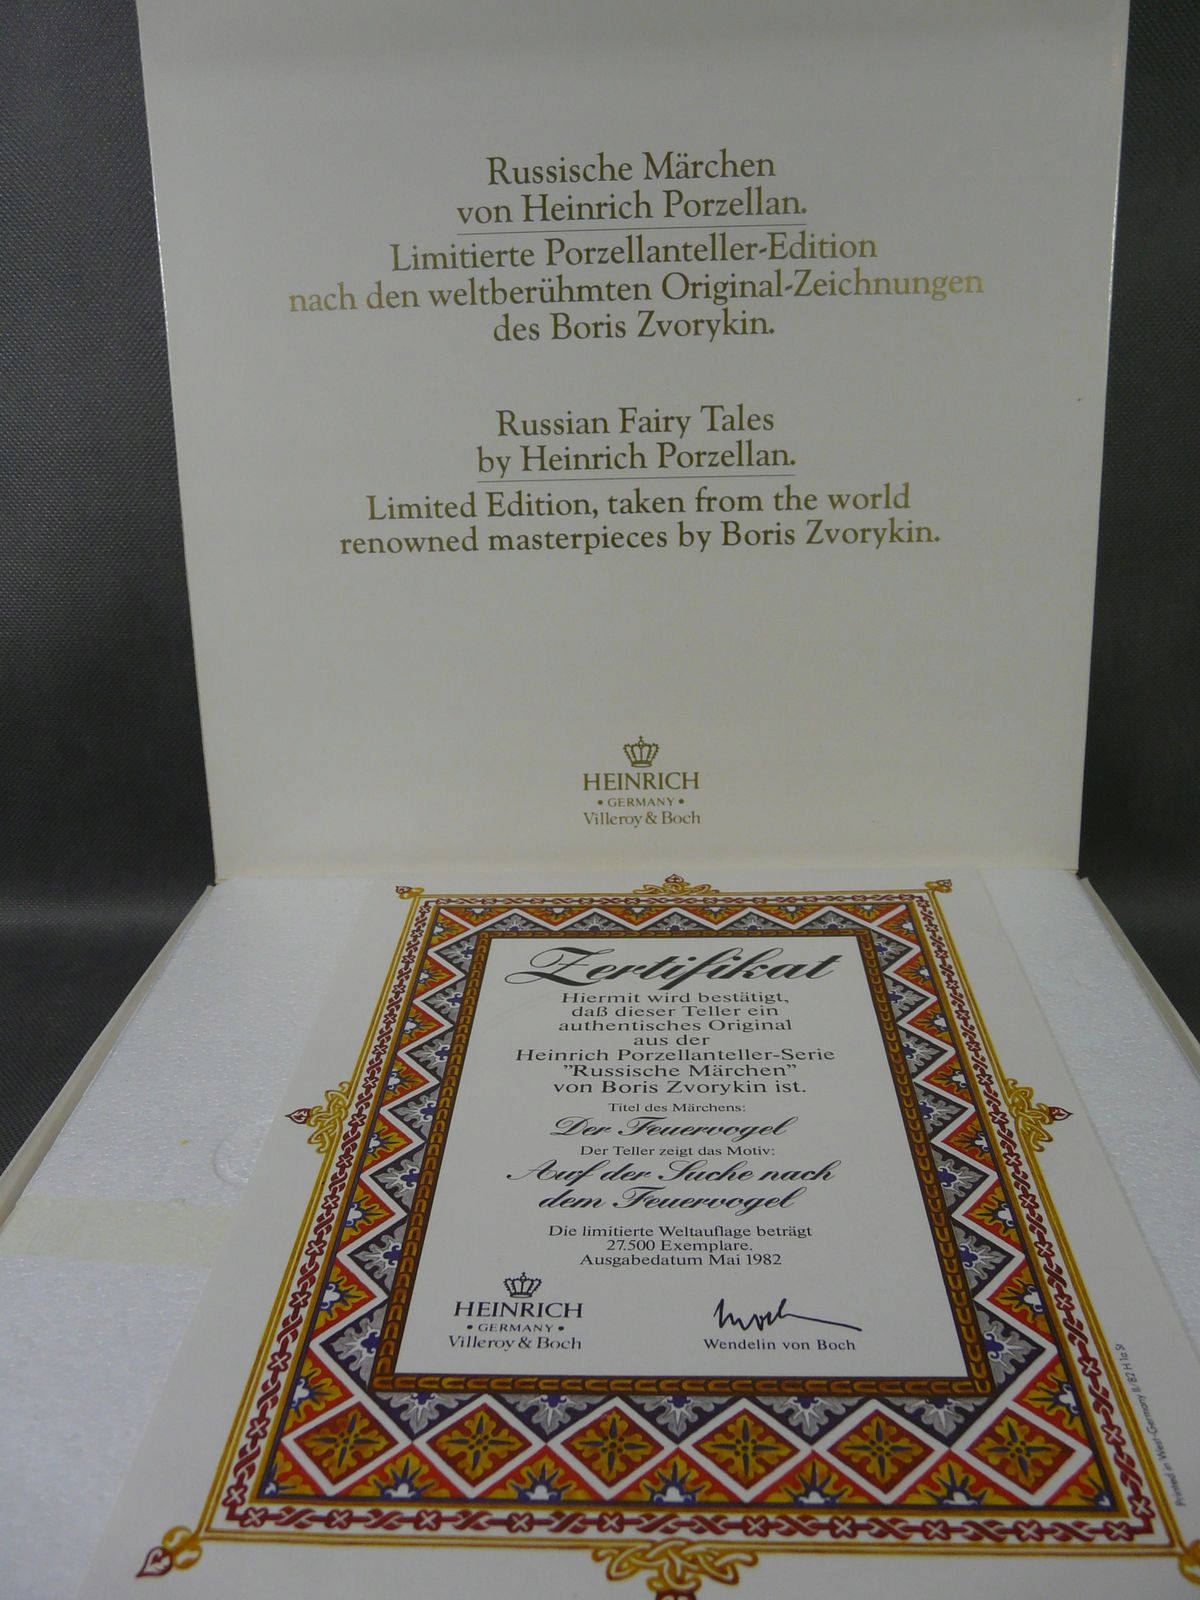 Russische Märchen
von Heinrich Porzellan.
Limitierte Porzellanteller-Edition
nach den weltberühmten Original-Zeichnungen
des Boris Zvorykin.
Russian Fairy Tales
by Heinrich Porzellan.
Limited Edition, taken from the world
renowned masterpieces by Boris Zvorykin.
HEINRICH
• GERMANY •
Villeroy & Boch
Zertifikat
Hiermit wird bestätigt,
daß dieser Teller ein
authentisches Original
aus der
Heinrich Porzellanteller-Serie
"Russische Märchen"
von Boris Zvorykin ist.
Titel des Märchens:
Der Feuervogel
Der Teller zeigt das Motiv:
Auf der Suche nach
dem Feuervogel
Die limitierte Weltauflage beträgt
27.500 Exemplare.
Ausgabedatum Mai 1982
HEINRICH
• GERMANY •
Villeroy & Boch
Wendelin von Boch
Printed in West-Germany II/82 H 1a St